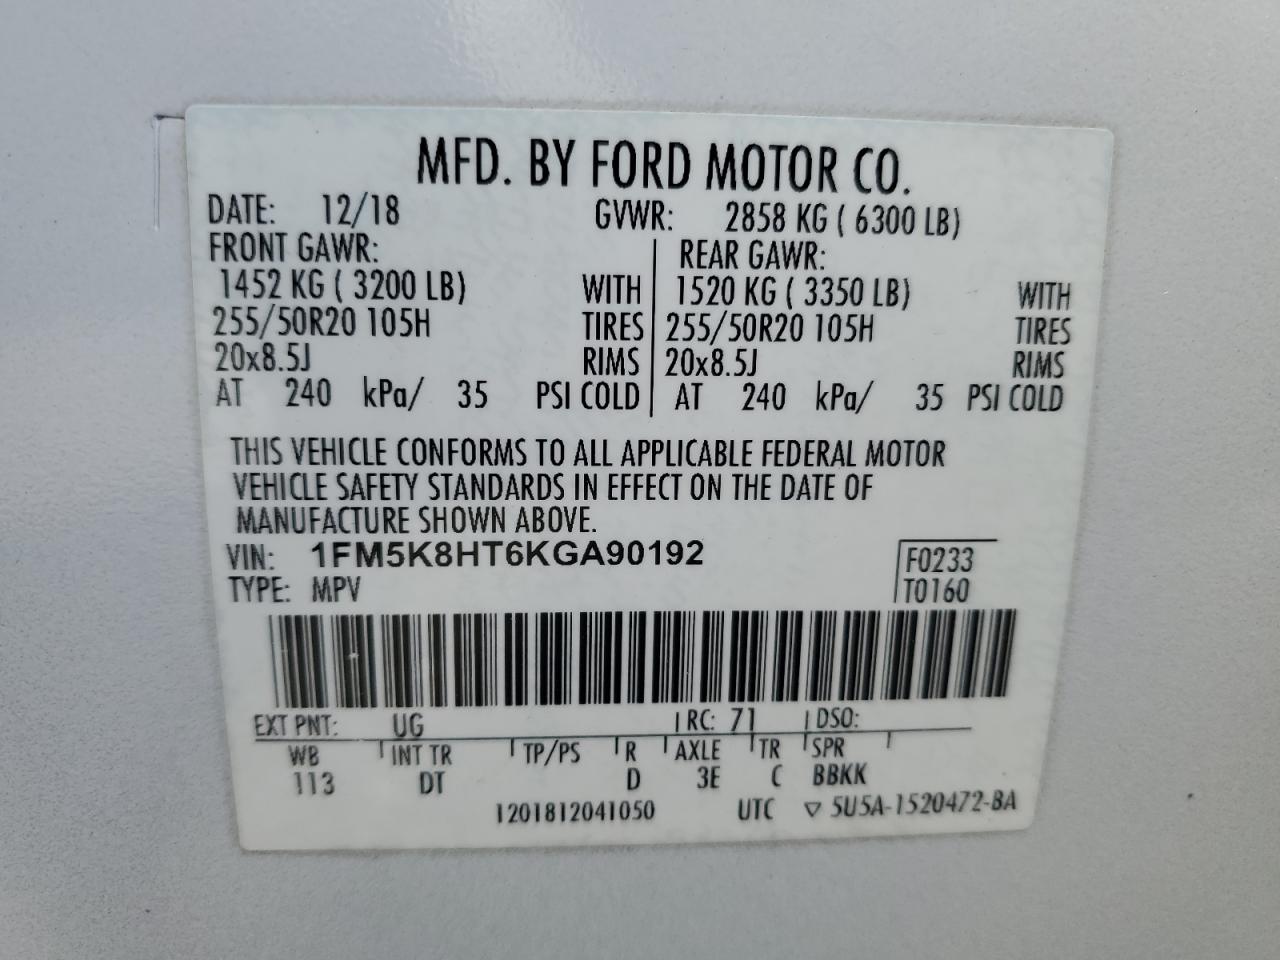 MFD. BY FORD MOTOR CO.
DATE: 12/18 GVWR: 2858 KG ( 6300 LB)
FRONT GAWR: REAR GAWR:
1452 KG ( 3200 LB) WITH 1520 KG ( 3350 LB) WITH
255/50R20 105H TIRES 255/50R20 105H TIRES
20x8.5J RIMS 20x8.5J RIMS
AT 240 kPa/ 35 PSI COLD AT 240 kPa/ 35 PSI COLD
THIS VEHICLE CONFORMS TO ALL APPLICABLE FEDERAL MOTOR
VEHICLE SAFETY STANDARDS IN EFFECT ON THE DATE OF
MANUFACTURE SHOWN ABOVE.
VIN: 1FM5K8HT6KGA90192 F0233
TYPE: MPV T0160
EXT PNT: UG RC: 71 DSO:
WB INT TR TP/PS R AXLE TR SPR
113 DT D 3E C BBKK
1201812041050 UTC ▽ 5U5A-1520472-BA